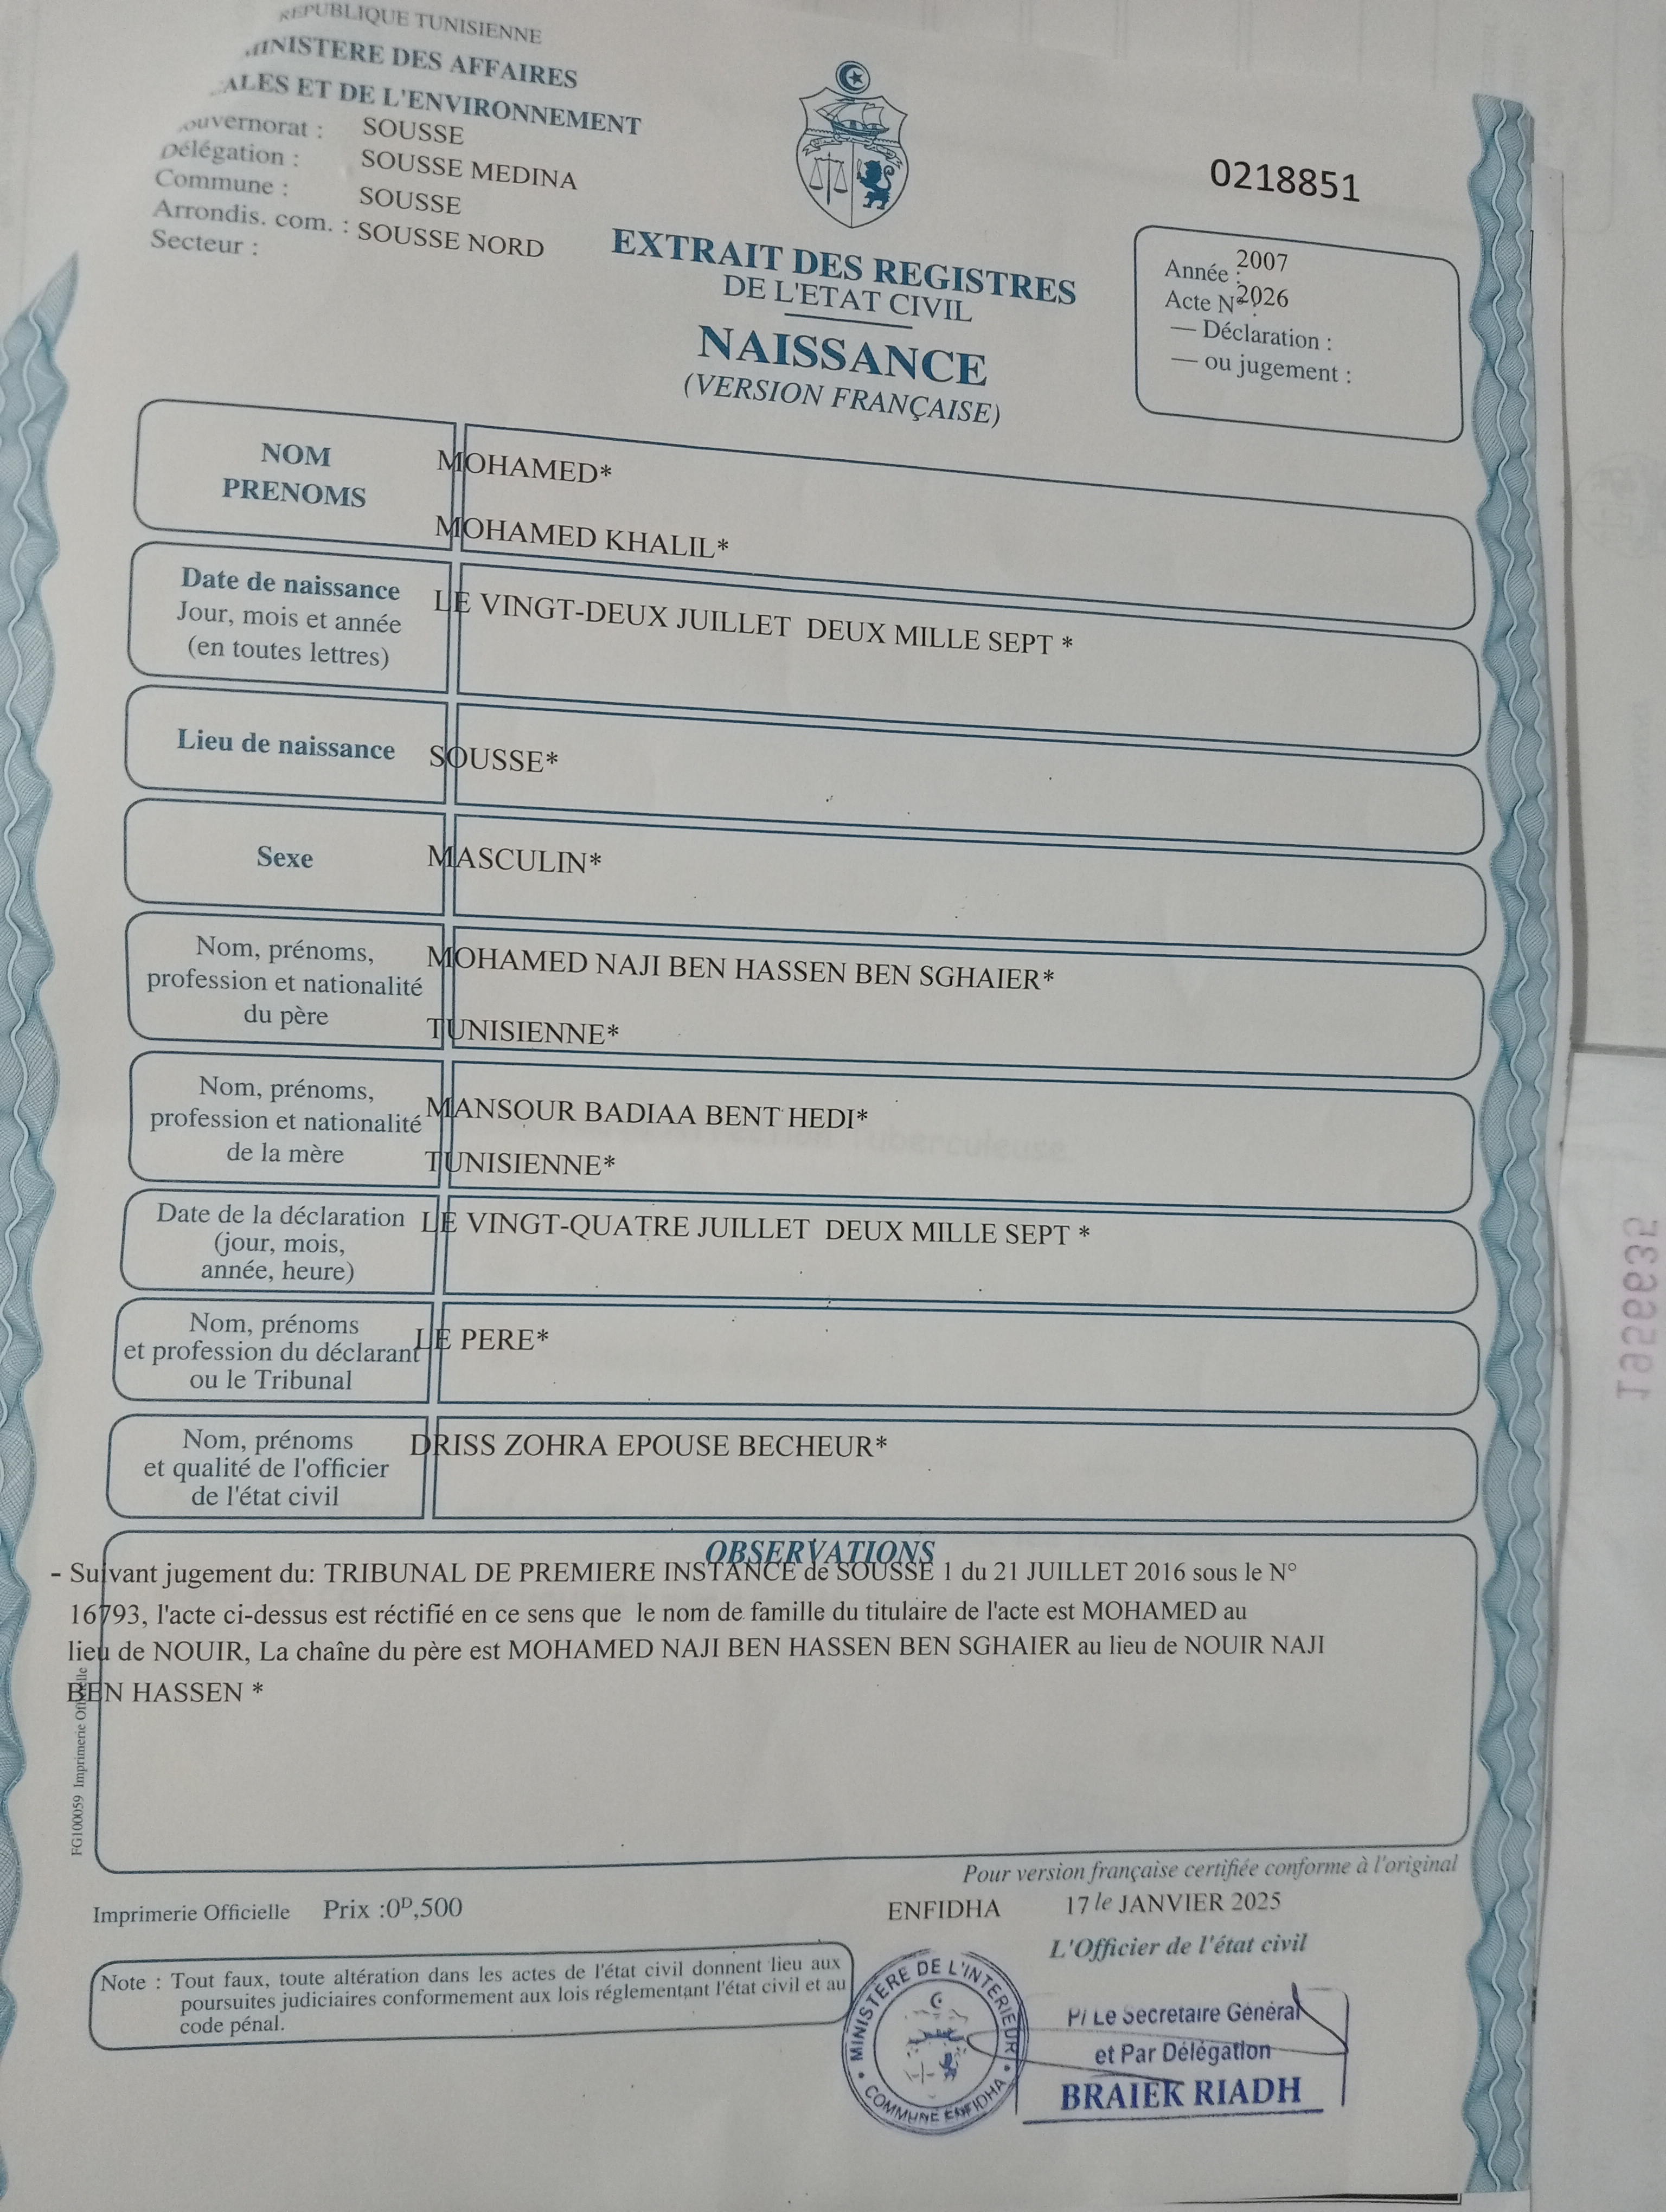 REPUBLIQUE TUNISIENNE
MINISTERE DES AFFAIRES
ALES ET DE L'ENVIRONNEMENT
ouvernorat : SOUSSE
Délégation : SOUSSE MEDINA
Commune : SOUSSE
Arrondis. com. : SOUSSE NORD
Secteur :
0218851
EXTRAIT DES REGISTRES
DE L'ETAT CIVIL
NAISSANCE
(VERSION FRANÇAISE)
Année : 2007
Acte N° : 2026
— Déclaration :
— ou jugement :
NOM
PRENOMS
MOHAMED*
MOHAMED KHALIL*
Date de naissance
Jour, mois et année
(en toutes lettres)
LE VINGT-DEUX JUILLET DEUX MILLE SEPT *
Lieu de naissance
SOUSSE*
Sexe
MASCULIN*
Nom, prénoms,
profession et nationalité
du père
MOHAMED NAJI BEN HASSEN BEN SGHAIER*
TUNISIENNE*
Nom, prénoms,
profession et nationalité
de la mère
MANSOUR BADIAA BENT HEDI*
TUNISIENNE*
Date de la déclaration
(jour, mois,
année, heure)
LE VINGT-QUATRE JUILLET DEUX MILLE SEPT *
Nom, prénoms
et profession du déclarant
ou le Tribunal
LE PERE*
Nom, prénoms
et qualité de l'officier
de l'état civil
DRISS ZOHRA EPOUSE BECHEUR*
OBSERVATIONS
- Suivant jugement du: TRIBUNAL DE PREMIERE INSTANCE de SOUSSE 1 du 21 JUILLET 2016 sous le N°
16793, l'acte ci-dessus est réctifié en ce sens que le nom de famille du titulaire de l'acte est MOHAMED au
lieu de NOUIR, La chaîne du père est MOHAMED NAJI BEN HASSEN BEN SGHAIER au lieu de NOUIR NAJI
BEN HASSEN *
FG100059 Imprimerie Officielle
Pour version française certifiée conforme à l'original
Imprimerie Officielle Prix :0D,500
ENFIDHA 17 le JANVIER 2025
L'Officier de l'état civil
Note : Tout faux, toute altération dans les actes de l'état civil donnent lieu aux
poursuites judiciaires conformement aux lois réglementant l'état civil et au
code pénal.
MINISTERE DE L'INTERIEUR
COMMUNE ENFIDHA
P/ Le Secretaire Général
et Par Délégation
BRAIEK RIADH